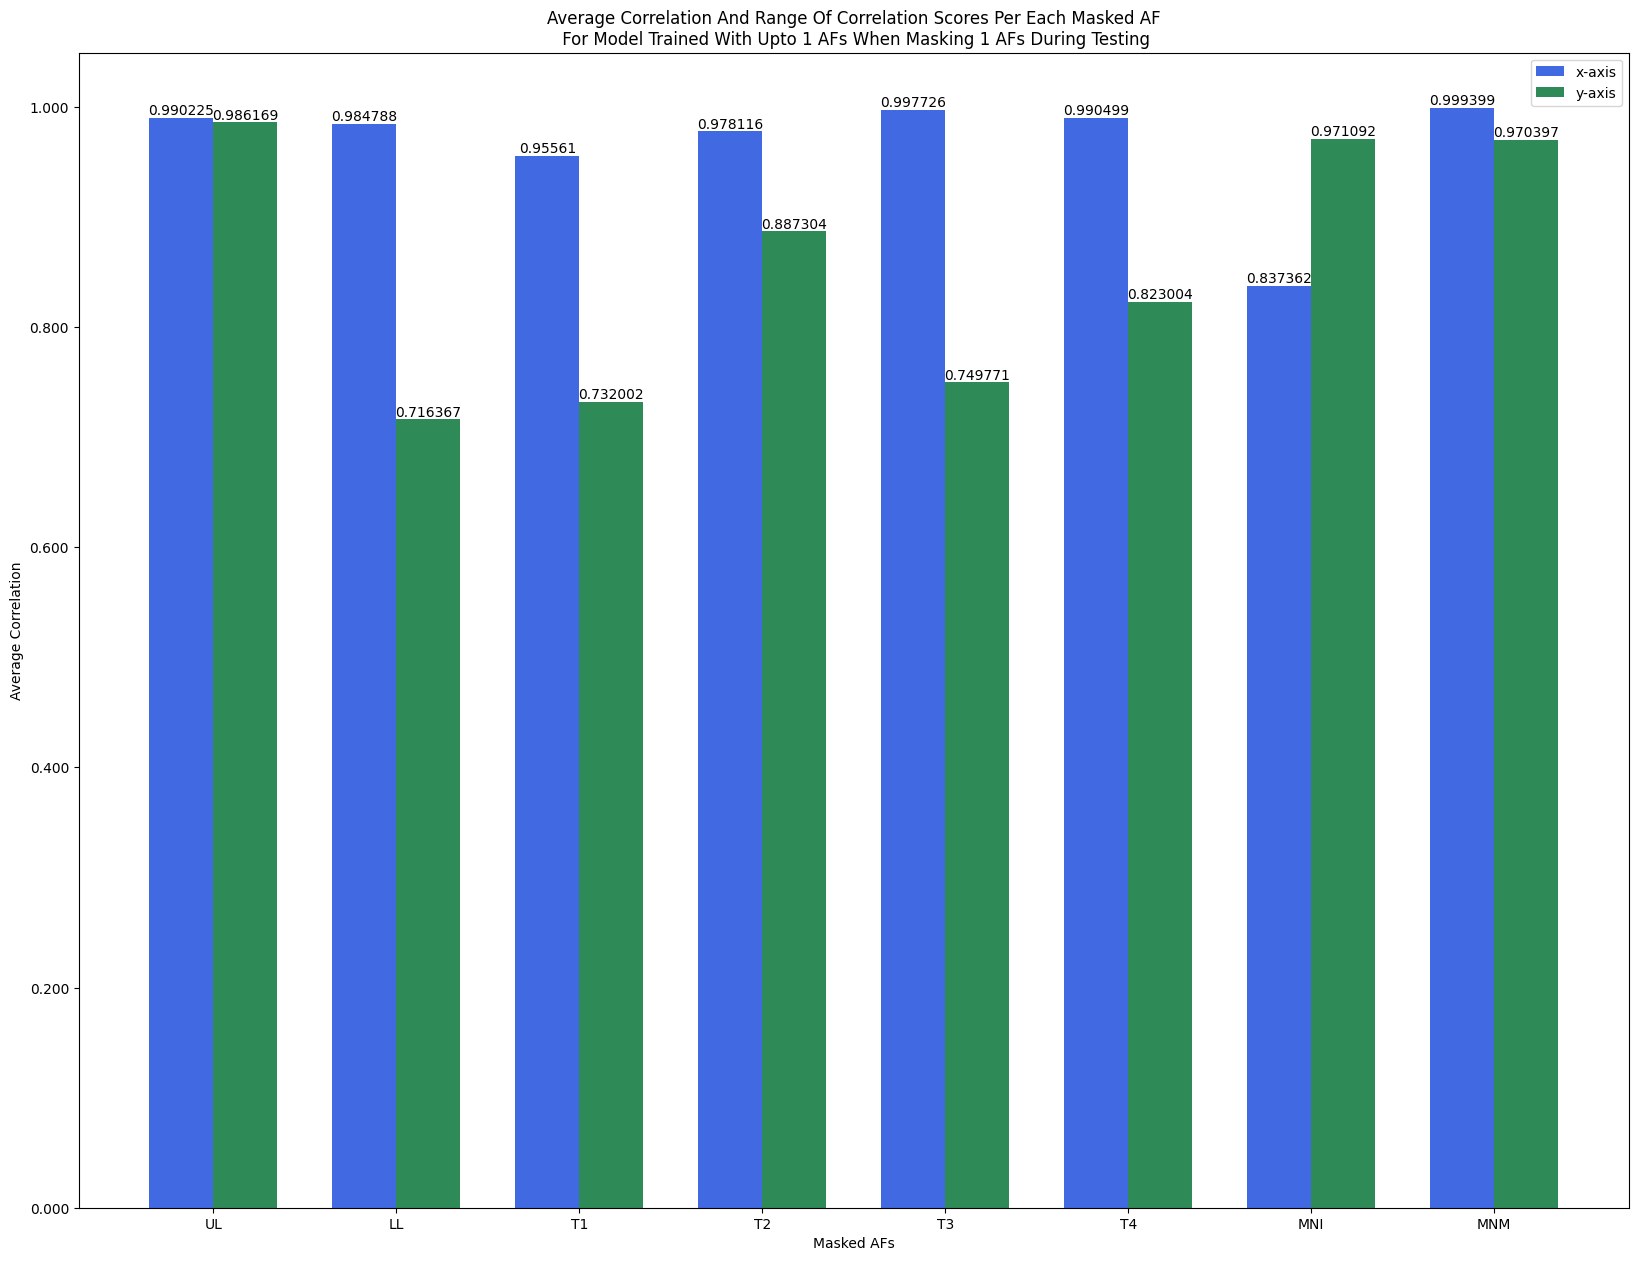 Average Correlation And Range Of Correlation Scores Per Each Masked AF
For Model Trained With Upto 1 AFs When Masking 1 AFs During Testing
x-axis
y-axis
Average Correlation
1.000
0.800
0.600
0.400
0.200
0.000
0.990225
0.986169
0.984788
0.716367
0.95561
0.732002
0.978116
0.887304
0.997726
0.749771
0.990499
0.823004
0.837362
0.971092
0.999399
0.970397
UL
LL
T1
T2
T3
T4
MNI
MNM
Masked AFs